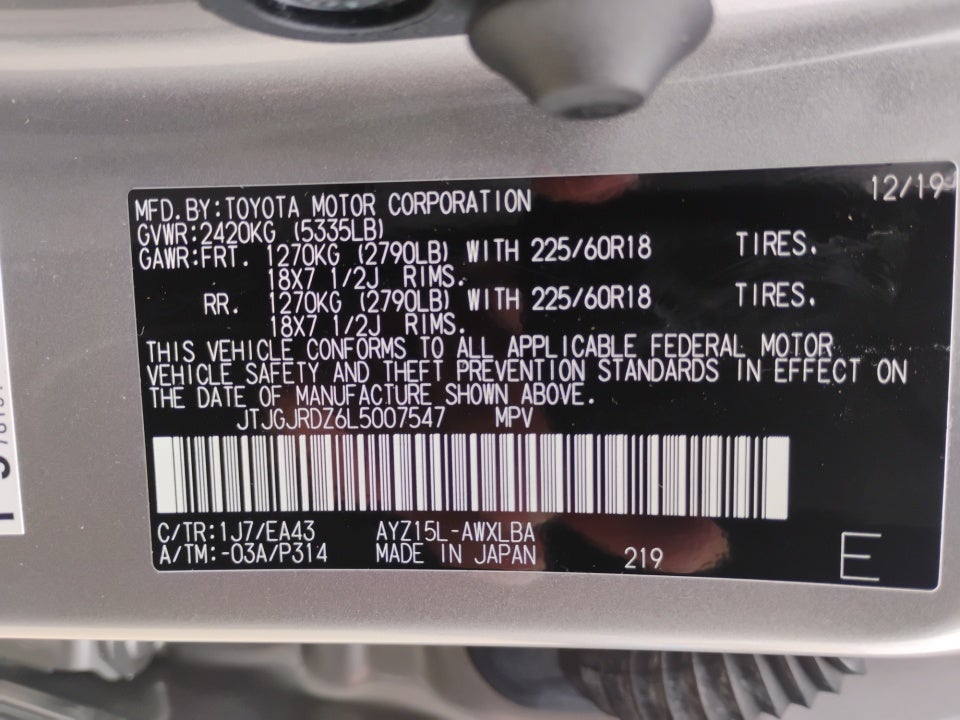 12/19
MFD.BY:TOYOTA MOTOR CORPORATION
GVWR:2420KG (5335LB)
GAWR:FRT. 1270KG (2790LB) WITH 225/60R18 TIRES.
18X7 1/2J RIMS.
RR. 1270KG (2790LB) WITH 225/60R18 TIRES.
18X7 1/2J RIMS.
THIS VEHICLE CONFORMS TO ALL APPLICABLE FEDERAL MOTOR
VEHICLE SAFETY AND THEFT PREVENTION STANDARDS IN EFFECT ON
THE DATE OF MANUFACTURE SHOWN ABOVE.
JTJGJRDZ6L5007547 MPV
C/TR:1J7/EA43 AYZ15L-AWXLBA
A/TM:-03A/P314 MADE IN JAPAN 219
E